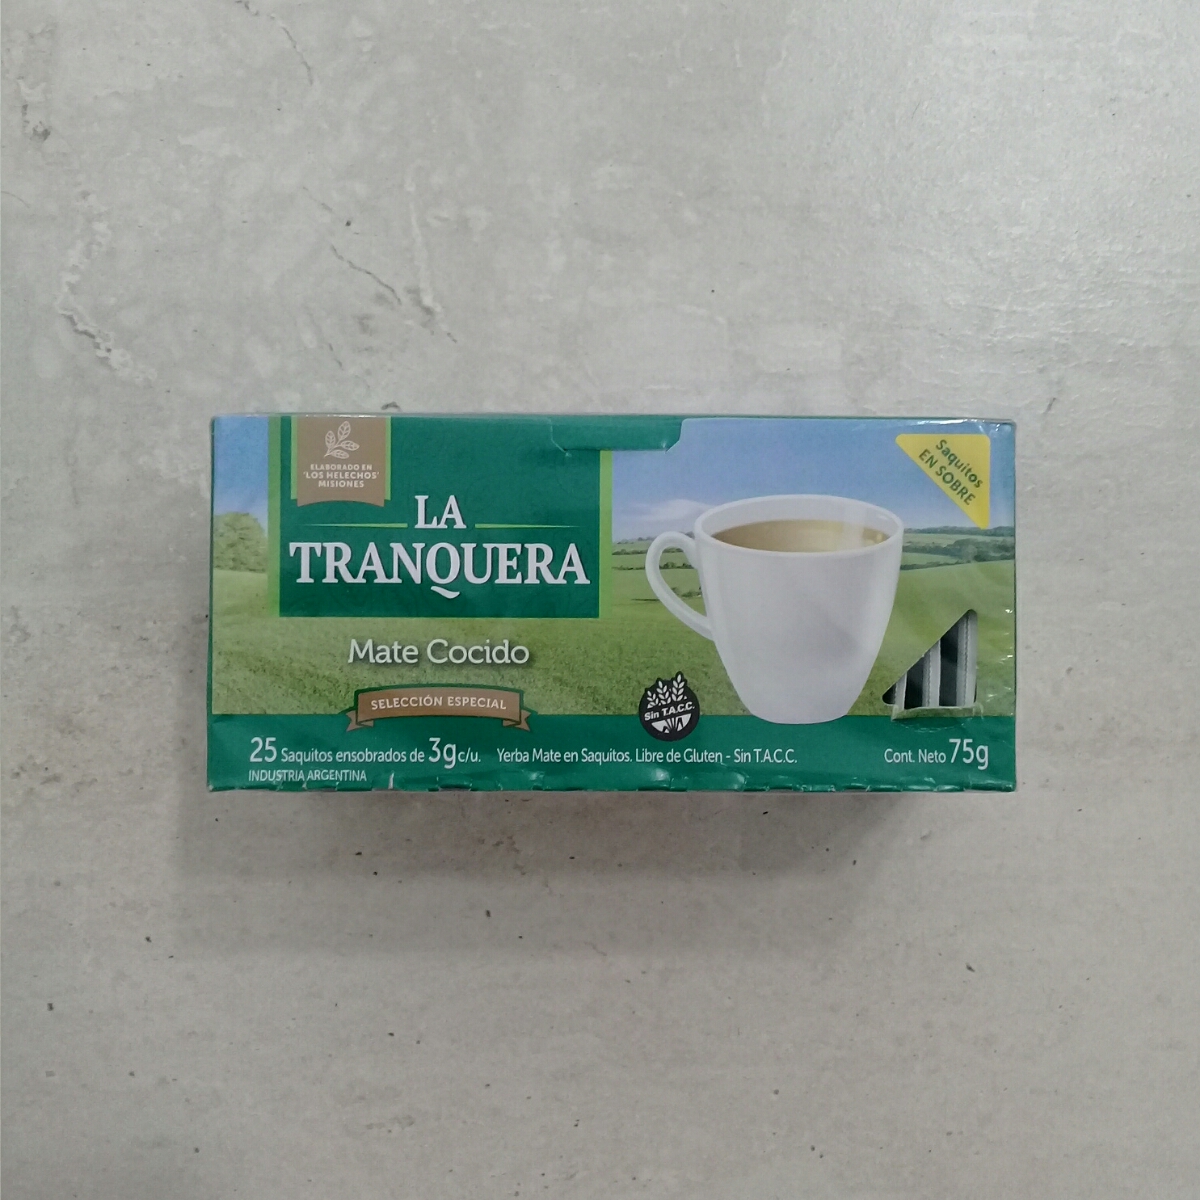 ELABORADO EN
'LOS HELECHOS'
MISIONES
LA
TRANQUERA
Saquitos
EN SOBRE
Mate Cocido
SELECCIÓN ESPECIAL
Sin T.A.C.C.
25 Saquitos ensobrados de 3g c/u. Yerba Mate en Saquitos. Libre de Gluten - Sin T.A.C.C. Cont. Neto 75g
INDUSTRIA ARGENTINA